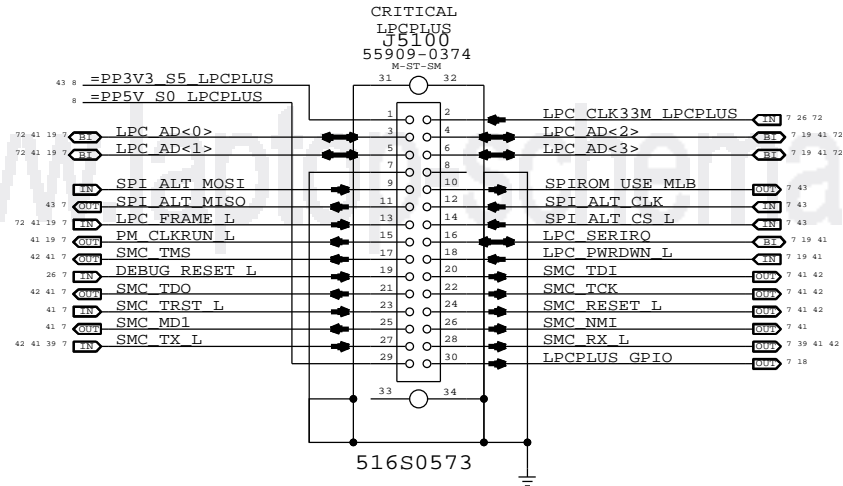 CRITICAL
LPCPLUS
J5100
55909-0374
M-ST-SM
31 32
43 8 =PP3V3_S5_LPCPLUS
8 =PP5V_S0_LPCPLUS
1 2 LPC_CLK33M_LPCPLUS IN 7 26 72
72 41 19 7 BI LPC_AD<0> 3 4 LPC_AD<2> BI 7 19 41 72
72 41 19 7 BI LPC_AD<1> 5 6 LPC_AD<3> BI 7 19 41 72
7 8
IN SPI_ALT_MOSI 9 10 SPIROM_USE_MLB OUT 7 43
43 7 OUT SPI_ALT_MISO 11 12 SPI_ALT_CLK IN 7 43
72 41 19 7 IN LPC_FRAME_L 13 14 SPI_ALT_CS_L IN 7 43
41 19 7 OUT PM_CLKRUN_L 15 16 LPC_SERIRQ BI 7 19 41
42 41 7 OUT SMC_TMS 17 18 LPC_PWRDWN_L IN 7 19 41
26 7 IN DEBUG_RESET_L 19 20 SMC_TDI OUT 7 41 42
42 41 7 OUT SMC_TDO 21 22 SMC_TCK OUT 7 41 42
41 7 IN SMC_TRST_L 23 24 SMC_RESET_L OUT 7 41 42
41 7 OUT SMC_MD1 25 26 SMC_NMI OUT 7 41
42 41 39 7 IN SMC_TX_L 27 28 SMC_RX_L OUT 7 39 41 42
29 30 LPCPLUS_GPIO OUT 7 18
33 34
516S0573
w.laptop-schema